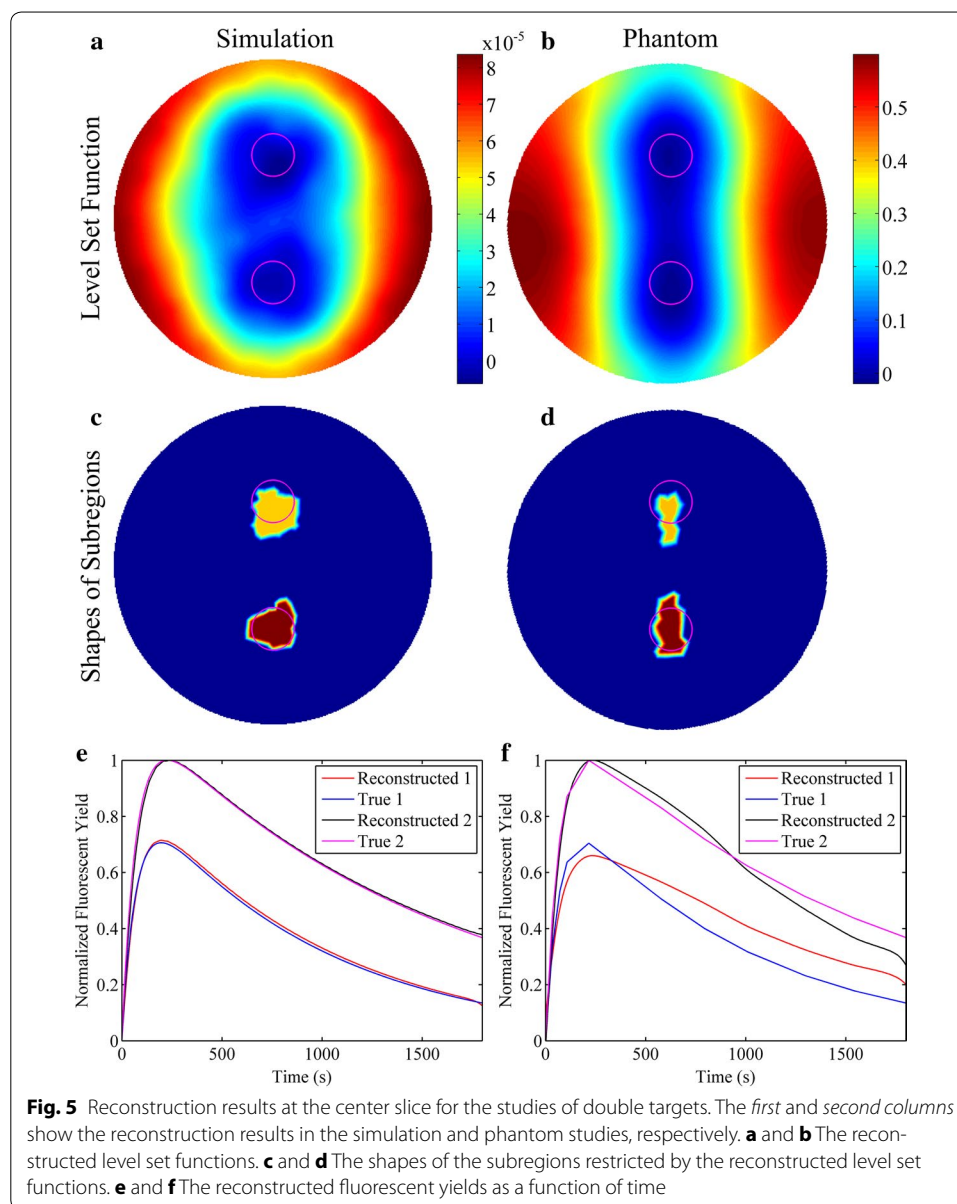 Simulation
Phantom
a
b
x10-5
8
7
6
5
4
3
2
1
0
0.5
0.4
0.3
0.2
0.1
0
Level Set Function
c
d
Shapes of Subregions
e
f
1
0.8
0.6
0.4
0.2
0
Normalized Fluorescent Yield
Reconstructed 1
True 1
Reconstructed 2
True 2
0 500 1000 1500
Time (s)
1
0.8
0.6
0.4
0.2
0
Normalized Fluorescent Yield
Reconstructed 1
True 1
Reconstructed 2
True 2
0 500 1000 1500
Time (s)
Fig. 5 Reconstruction results at the center slice for the studies of double targets. The first and second columns
show the reconstruction results in the simulation and phantom studies, respectively. a and b The recon-
structed level set functions. c and d The shapes of the subregions restricted by the reconstructed level set
functions. e and f The reconstructed fluorescent yields as a function of time